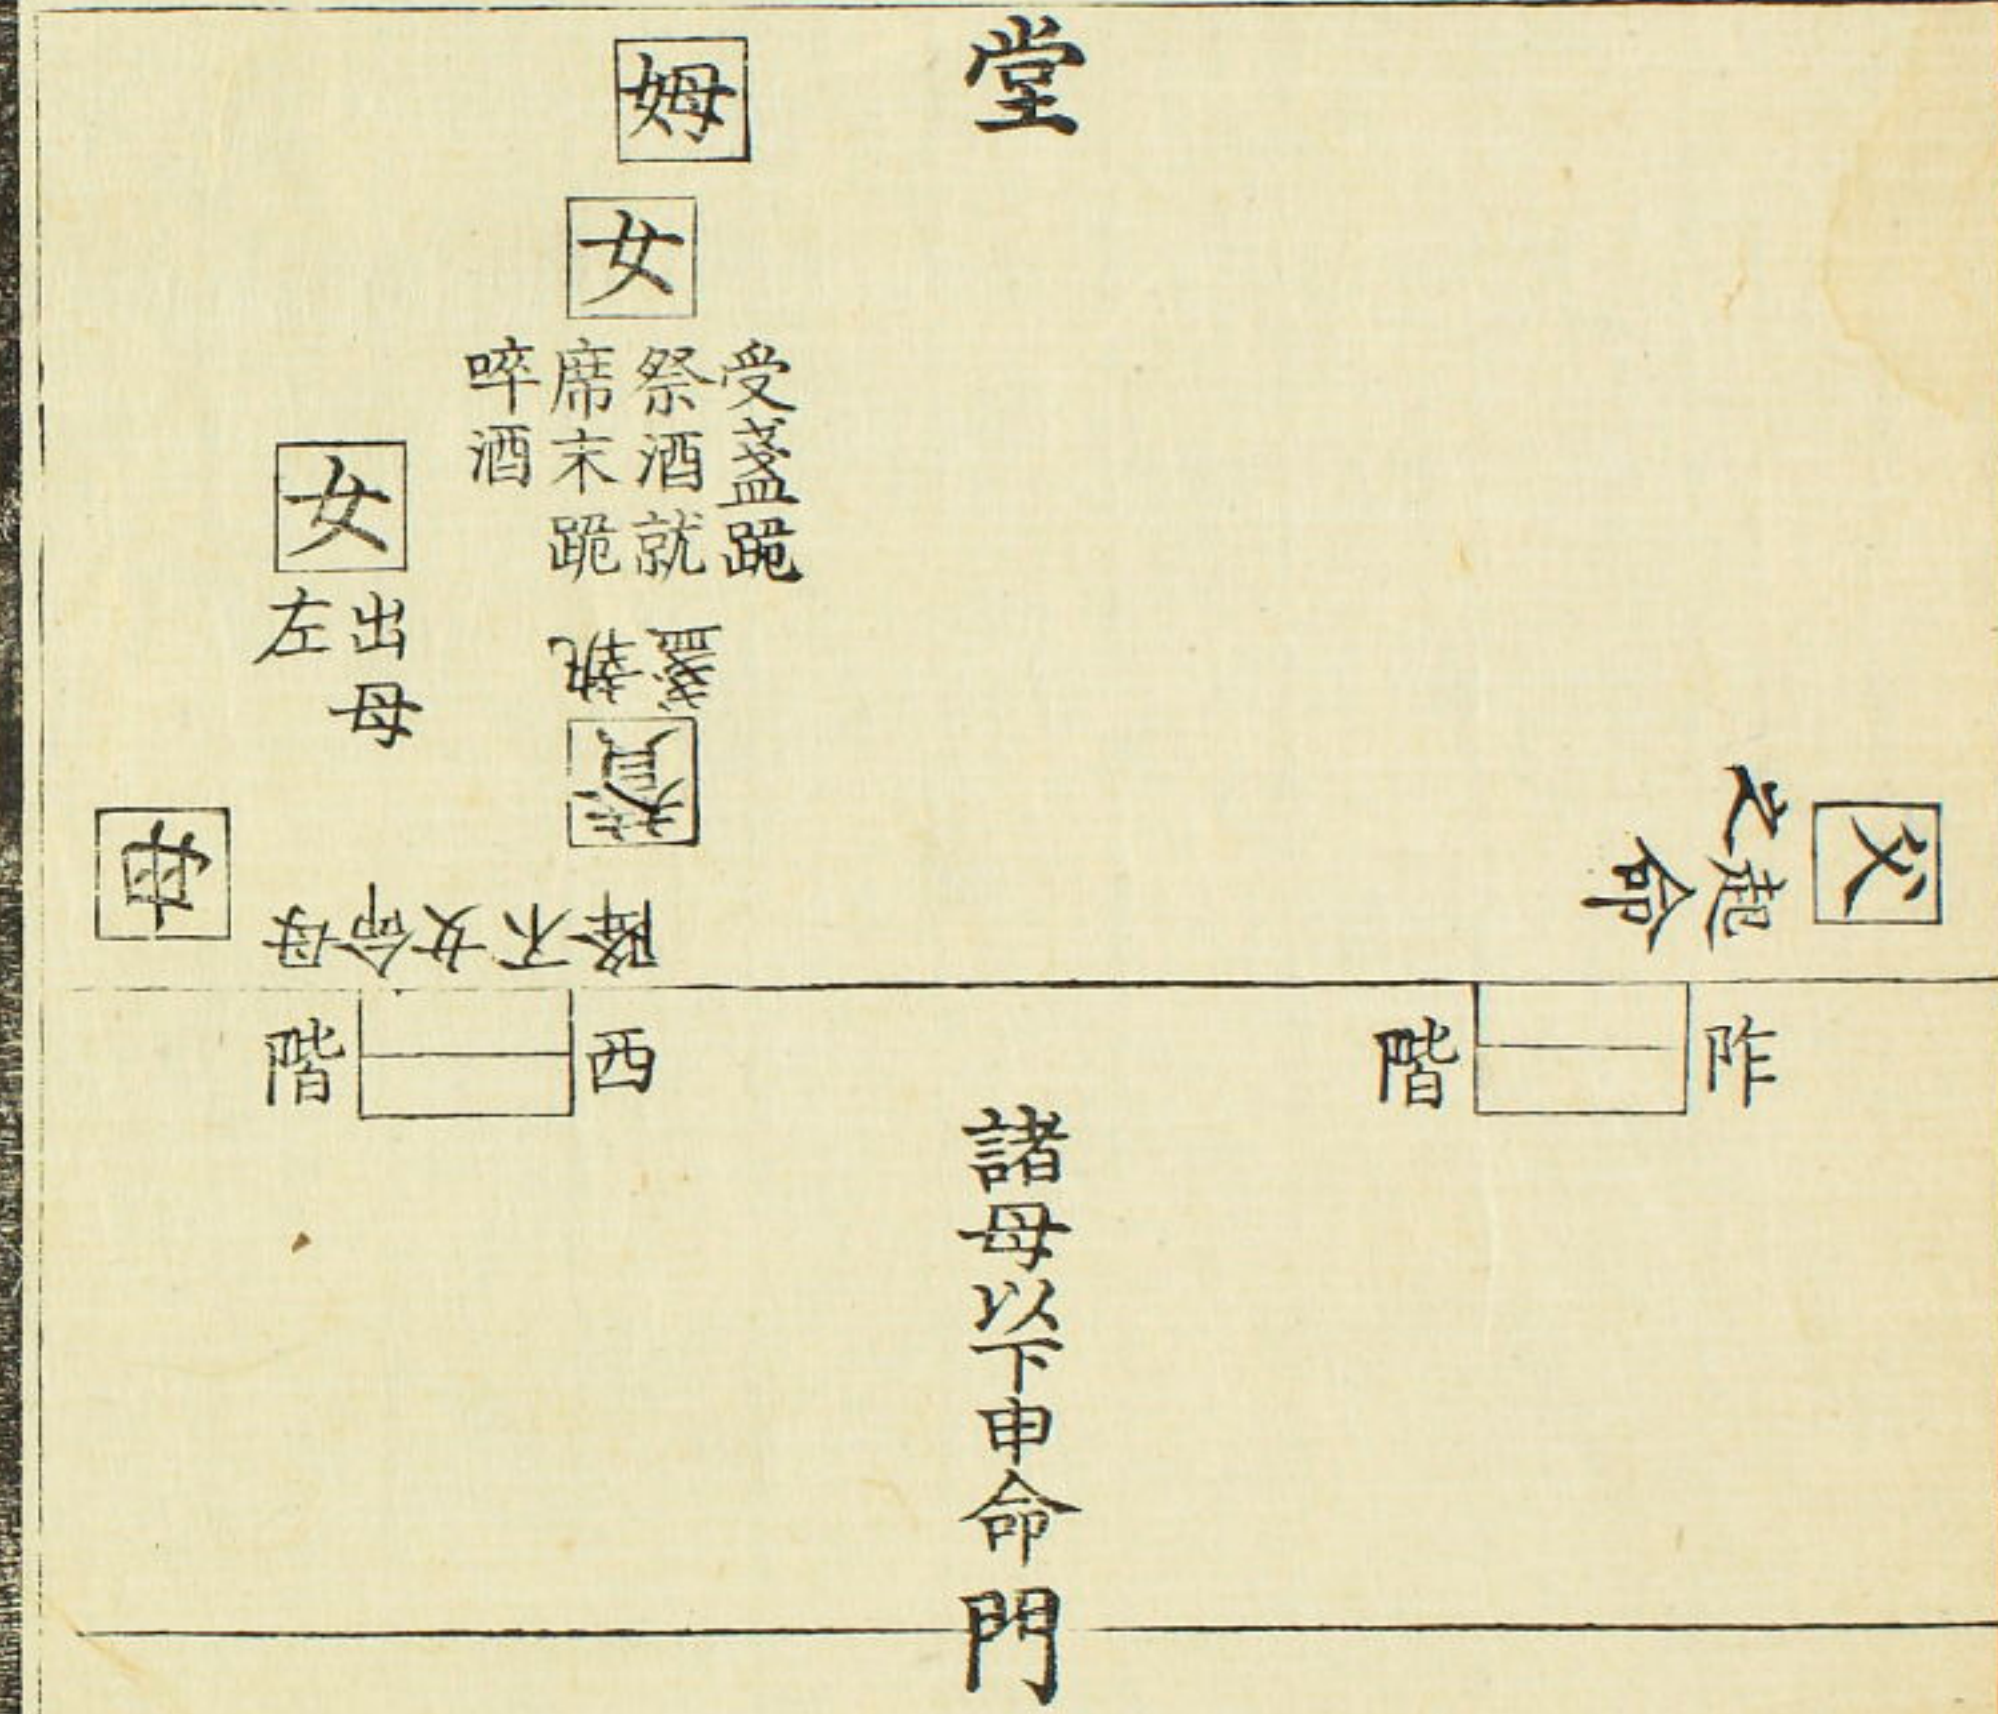 堂
姆
女
受盞跪
祭酒就
席末跪
啐酒
執
盞
賛
女
出母
左
母
母命女不降
父
起命
之
阼階
西階
諸母以下申命
門